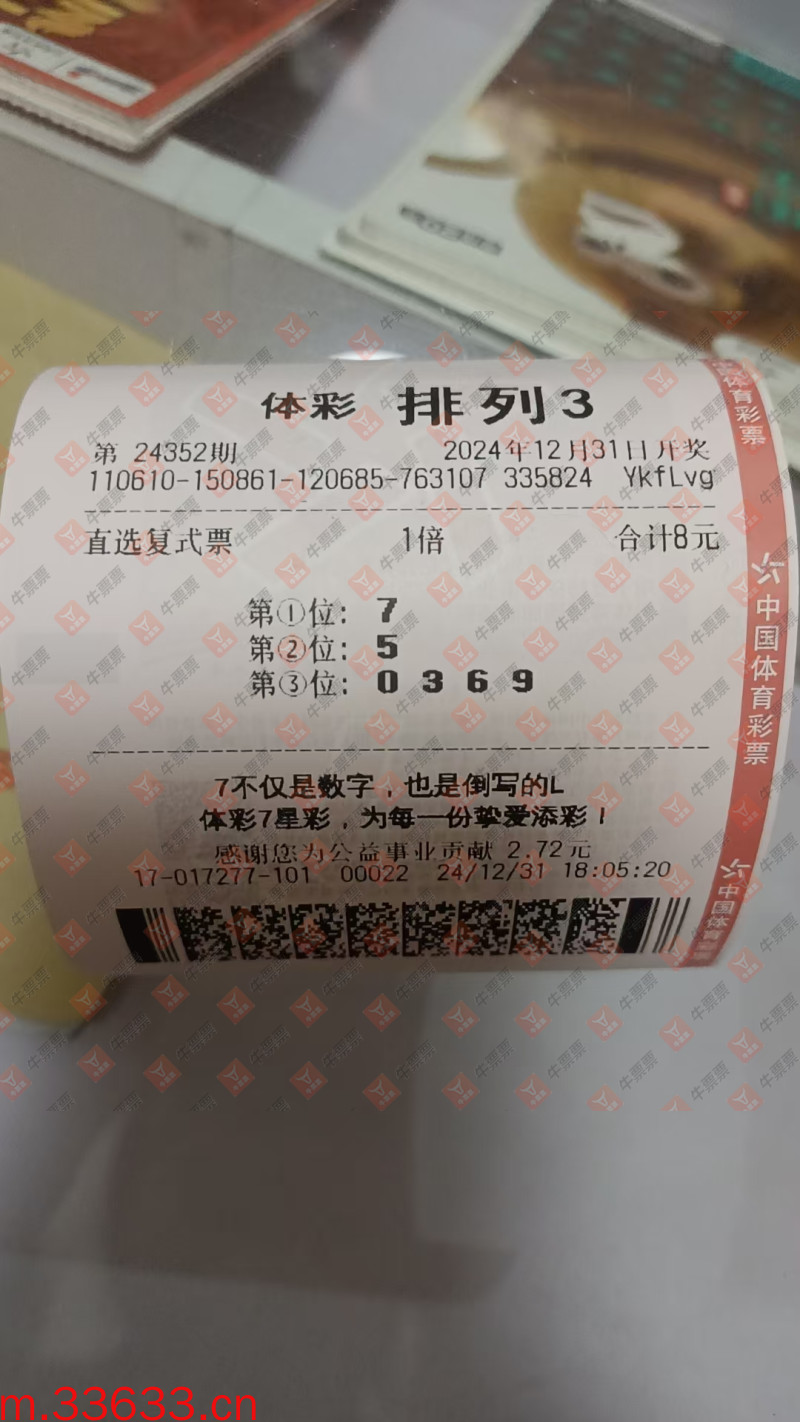 体彩 排列3
第 24352期 2024年12月31日开奖
110610-150861-120685-763107 335824 YkfLvg
直选复式票 1倍 合计8元
第①位: 7
第②位: 5
第③位: 0 3 6 9
7不仅是数字，也是倒写的L
体彩7星彩，为每一份挚爱添彩！
感谢您为公益事业贡献 2.72元
17-017277-101 00022 24/12/31 18:05:20
体育彩票
中国体育彩票
中国体育
牛票票
m.33633.cn